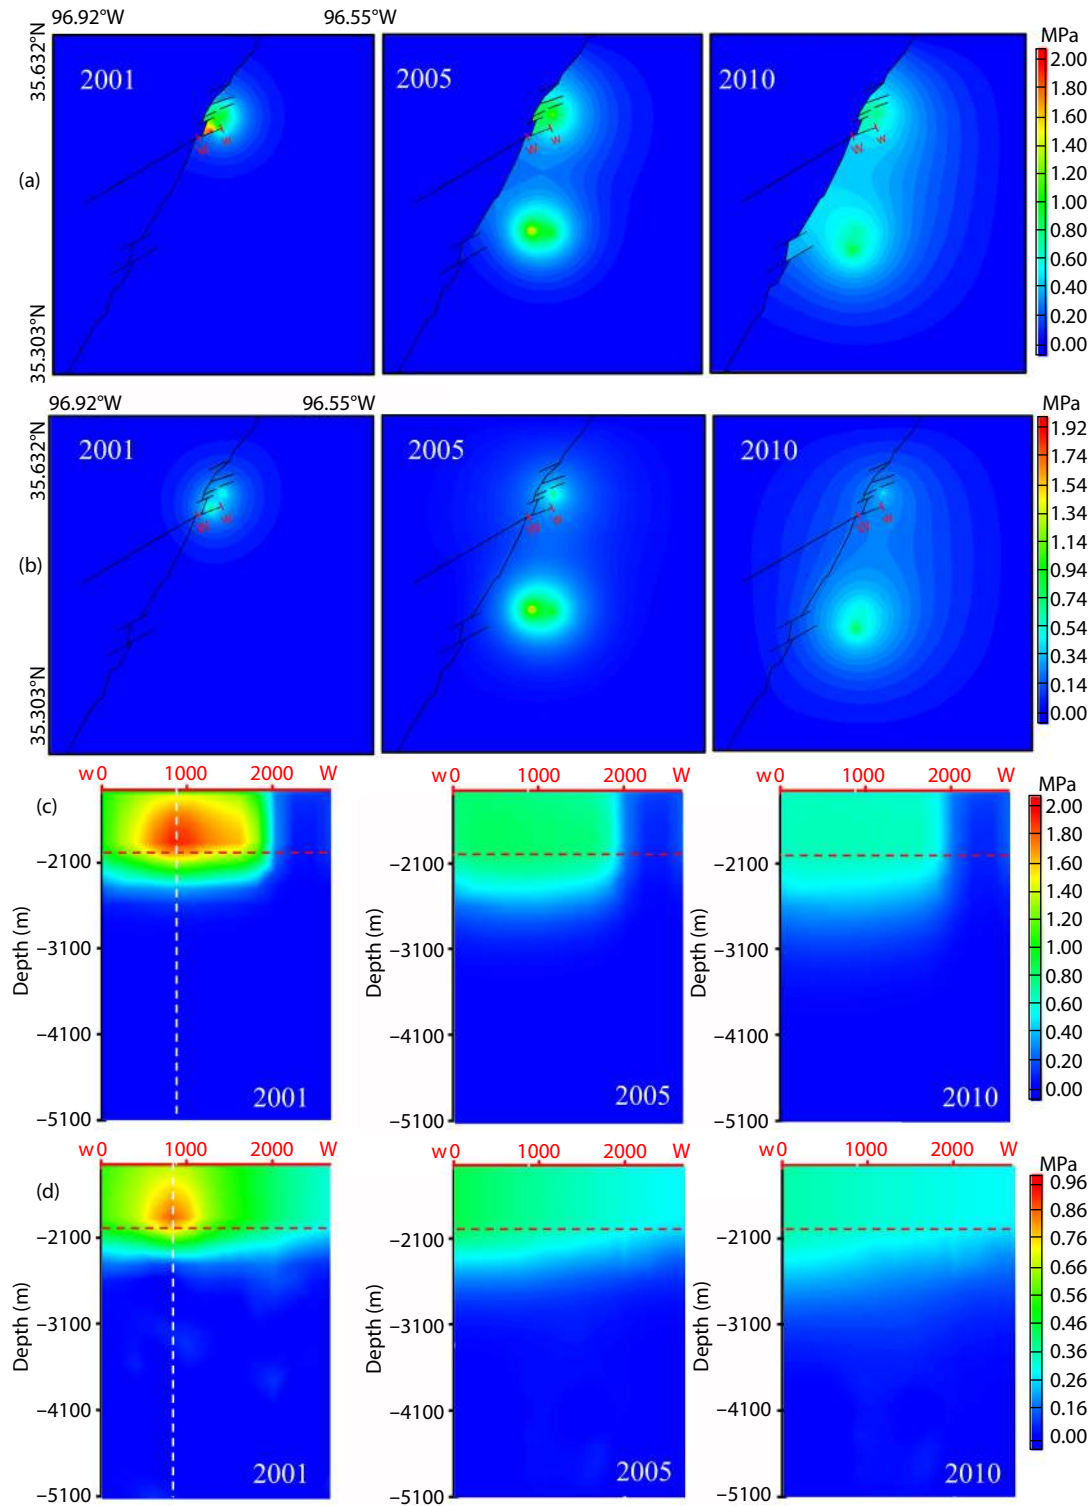 96.92°W 96.55°W
35.632°N
35.303°N
(a)
2001 2005 2010
W w W w W w
MPa
2.00
1.80
1.60
1.40
1.20
1.00
0.80
0.60
0.40
0.20
0.00
96.92°W 96.55°W
35.632°N
35.303°N
(b)
2001 2005 2010
W w W w W w
MPa
1.92
1.74
1.54
1.34
1.14
0.94
0.74
0.54
0.34
0.14
0.00
w0 1000 2000 W w0 1000 2000 W w0 1000 2000 W
(c)
Depth (m) Depth (m) Depth (m)
−2100 −2100 −2100
−3100 −3100 −3100
−4100 −4100 −4100
−5100 −5100 −5100
2001 2005 2010
MPa
2.00
1.80
1.60
1.40
1.20
1.00
0.80
0.60
0.40
0.20
0.00
w0 1000 2000 W w0 1000 2000 W w0 1000 2000 W
(d)
Depth (m) Depth (m) Depth (m)
−2100 −2100 −2100
−3100 −3100 −3100
−4100 −4100 −4100
−5100 −5100 −5100
2001 2005 2010
MPa
0.96
0.86
0.76
0.66
0.56
0.46
0.36
0.26
0.16
0.00